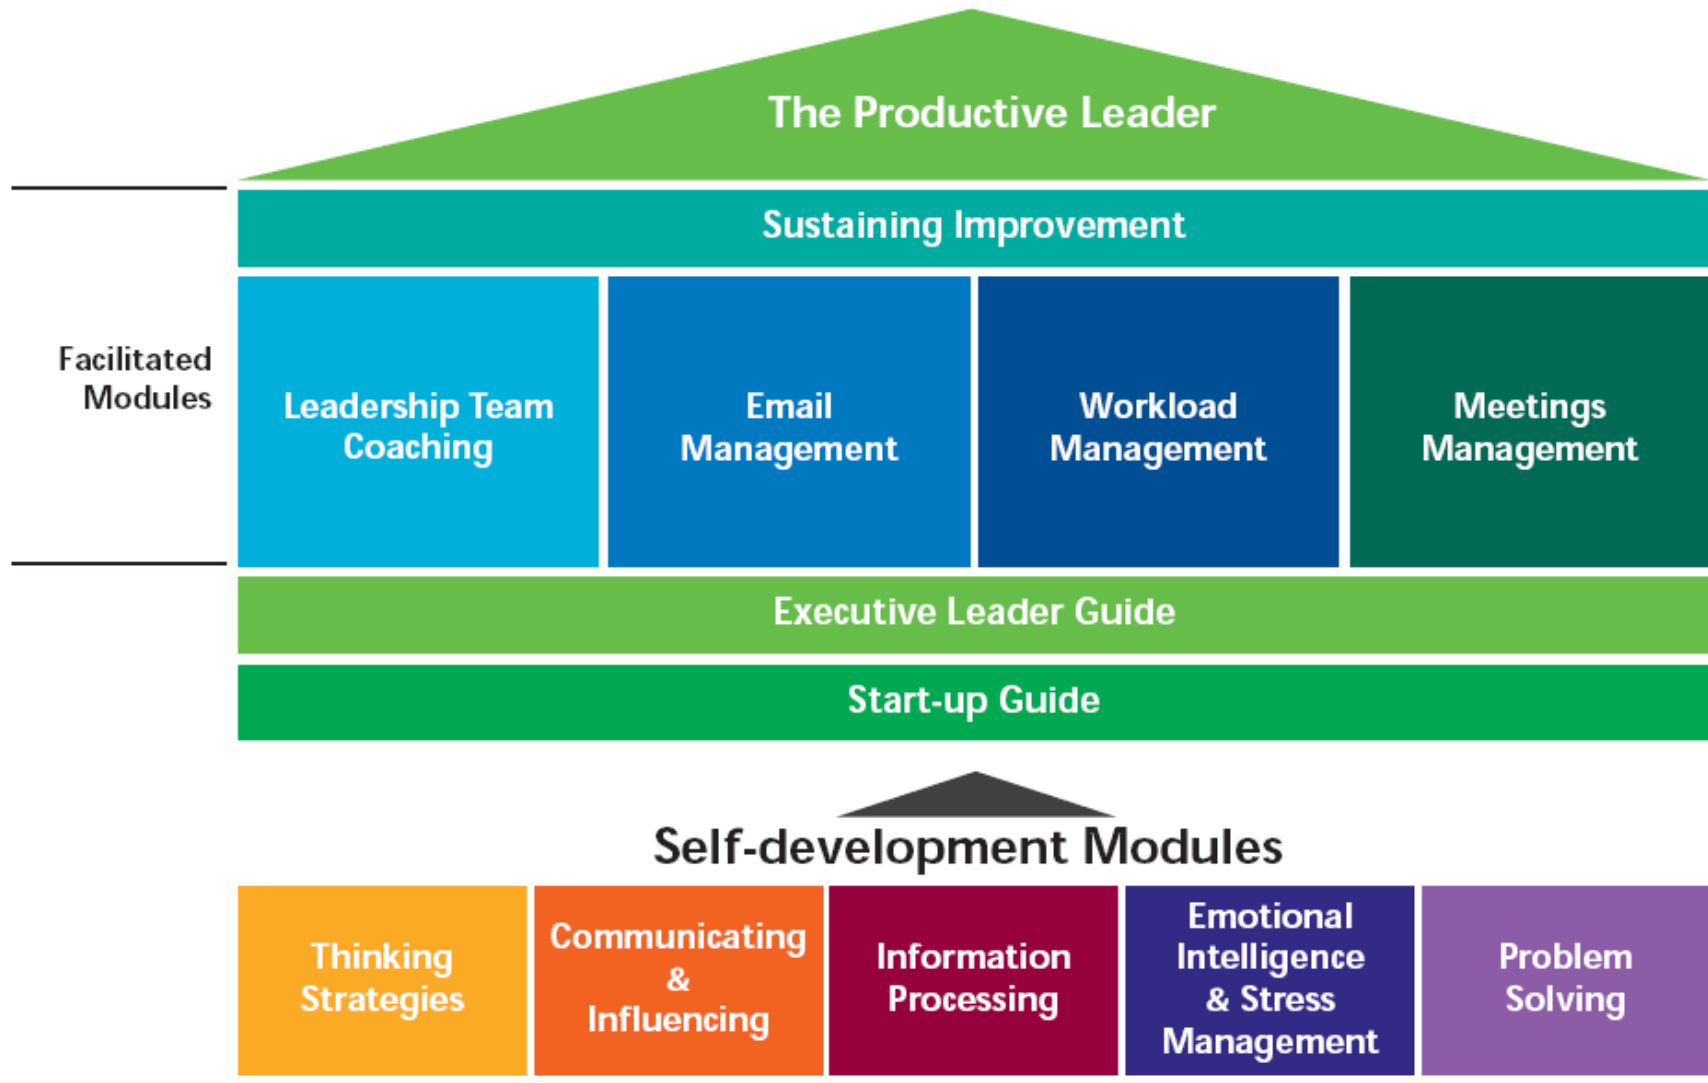 The Productive Leader
Sustaining Improvement
Facilitated
Modules
Leadership Team
Coaching
Email
Management
Workload
Management
Meetings
Management
Executive Leader Guide
Start-up Guide
Self-development Modules
Thinking
Strategies
Communicating
&
Influencing
Information
Processing
Emotional
Intelligence
& Stress
Management
Problem
Solving